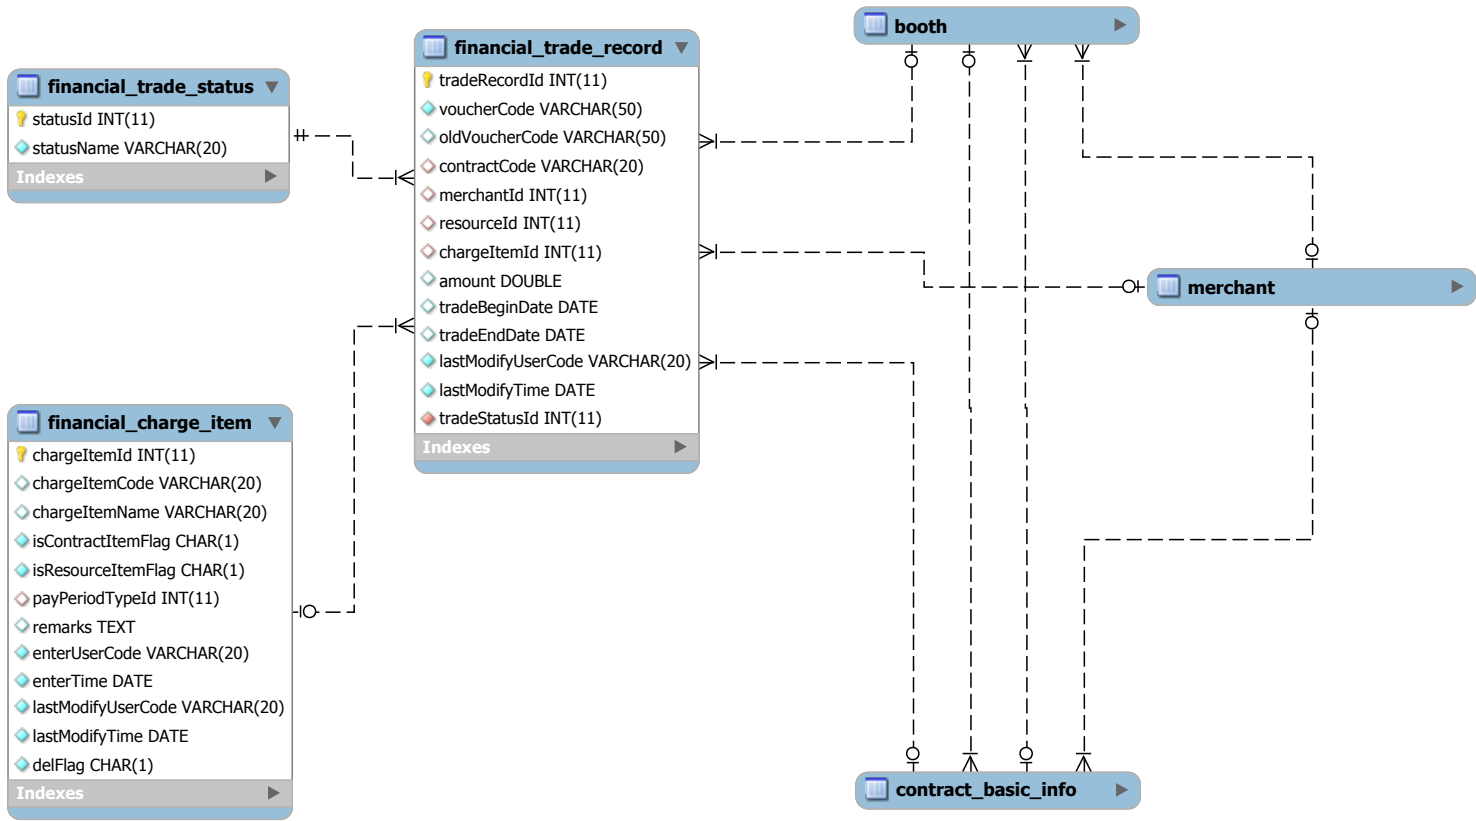 financial_trade_status
statusId INT(11)
statusName VARCHAR(20)
Indexes
financial_charge_item
chargeItemId INT(11)
chargeItemCode VARCHAR(20)
chargeItemName VARCHAR(20)
isContractItemFlag CHAR(1)
isResourceItemFlag CHAR(1)
payPeriodTypeId INT(11)
remarks TEXT
enterUserCode VARCHAR(20)
enterTime DATE
lastModifyUserCode VARCHAR(20)
lastModifyTime DATE
delFlag CHAR(1)
Indexes
financial_trade_record
tradeRecordId INT(11)
voucherCode VARCHAR(50)
oldVoucherCode VARCHAR(50)
contractCode VARCHAR(20)
merchantId INT(11)
resourceId INT(11)
chargeItemId INT(11)
amount DOUBLE
tradeBeginDate DATE
tradeEndDate DATE
lastModifyUserCode VARCHAR(20)
lastModifyTime DATE
tradeStatusId INT(11)
Indexes
booth
merchant
contract_basic_info